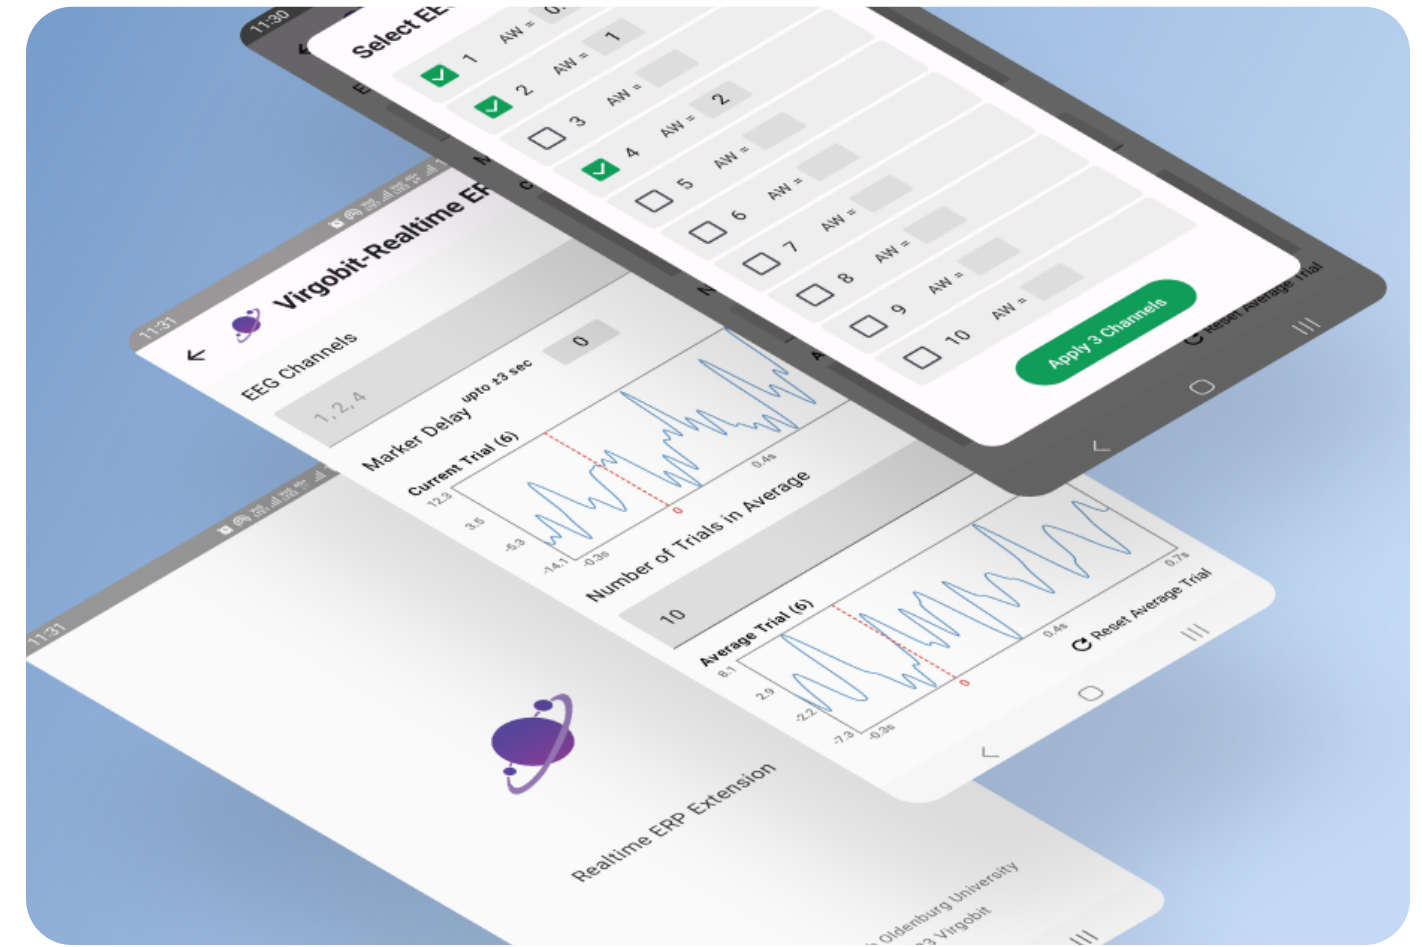 11:30
Select EE
1 AW = 0.
2 AW = 1
3 AW =
4 AW = 2
5 AW =
6 AW =
7 AW =
8 AW =
9 AW =
10 AW =
Apply 3 Channels
Reset Average Trial
11:31
Virgobit-Realtime ER
EEG Channels
1, 2, 4
Marker Delay upto ±3 sec
0
Current Trial (6)
12.3
3.5
-5.3
-14.1
-0.3s
0
0.4s
Number of Trials in Average
10
Average Trial (6)
8.1
2.9
-2.2
-7.3
-0.3s
0
0.4s
0.7s
Reset Average Trial
11:31
Realtime ERP Extension
Oldenburg University
Virgobit